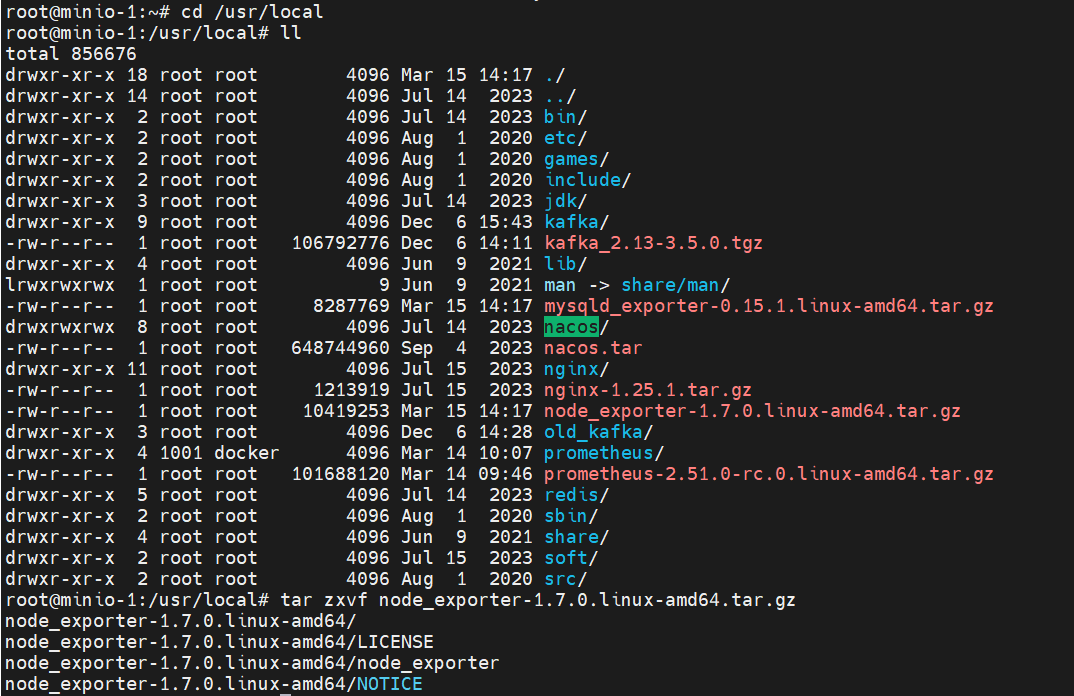 root@minio-1:~# cd /usr/local
root@minio-1:/usr/local# ll
total 856676
drwxr-xr-x 18 root root        4096 Mar 15 14:17 ./
drwxr-xr-x 14 root root        4096 Jul 14  2023 ../
drwxr-xr-x  2 root root        4096 Jul 14  2023 bin/
drwxr-xr-x  2 root root        4096 Aug  1  2020 etc/
drwxr-xr-x  2 root root        4096 Aug  1  2020 games/
drwxr-xr-x  2 root root        4096 Aug  1  2020 include/
drwxr-xr-x  3 root root        4096 Jul 14  2023 jdk/
drwxr-xr-x  9 root root        4096 Dec  6 15:43 kafka/
-rw-r--r--  1 root root   106792776 Dec  6 14:11 kafka_2.13-3.5.0.tgz
drwxr-xr-x  4 root root        4096 Jun  9  2021 lib/
lrwxrwxrwx  1 root root           9 Jun  9  2021 man -> share/man/
-rw-r--r--  1 root root     8287769 Mar 15 14:17 mysqld_exporter-0.15.1.linux-amd64.tar.gz
drwxrwxrwx  8 root root        4096 Jul 14  2023 nacos/
-rw-r--r--  1 root root   648744960 Sep  4  2023 nacos.tar
drwxr-xr-x 11 root root        4096 Jul 15  2023 nginx/
-rw-r--r--  1 root root     1213919 Jul 15  2023 nginx-1.25.1.tar.gz
-rw-r--r--  1 root root    10419253 Mar 15 14:17 node_exporter-1.7.0.linux-amd64.tar.gz
drwxr-xr-x  3 root root        4096 Dec  6 14:28 old_kafka/
drwxr-xr-x  4 1001 docker      4096 Mar 14 10:07 prometheus/
-rw-r--r--  1 root root   101688120 Mar 14 09:46 prometheus-2.51.0-rc.0.linux-amd64.tar.gz
drwxr-xr-x  5 root root        4096 Jul 14  2023 redis/
drwxr-xr-x  2 root root        4096 Aug  1  2020 sbin/
drwxr-xr-x  4 root root        4096 Jun  9  2021 share/
drwxr-xr-x  2 root root        4096 Jul 15  2023 soft/
drwxr-xr-x  2 root root        4096 Aug  1  2020 src/
root@minio-1:/usr/local# tar zxvf node_exporter-1.7.0.linux-amd64.tar.gz
node_exporter-1.7.0.linux-amd64/
node_exporter-1.7.0.linux-amd64/LICENSE
node_exporter-1.7.0.linux-amd64/node_exporter
node_exporter-1.7.0.linux-amd64/NOTICE